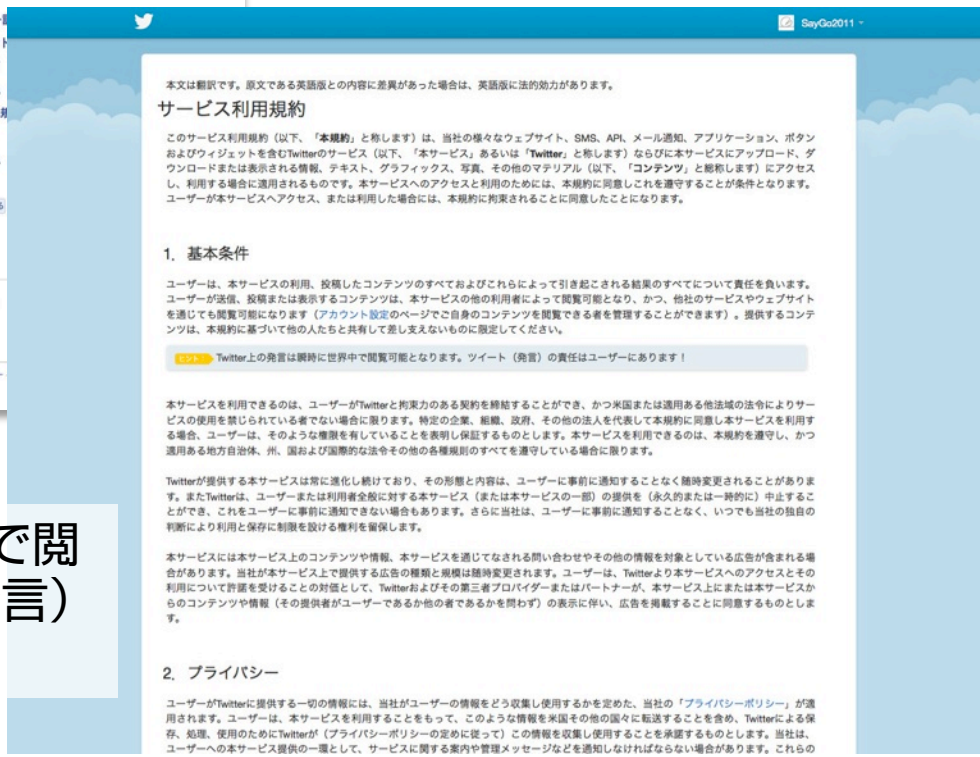 SayGo2011
本文は翻訳です。原文である英語版との内容に差異があった場合は、英語版に法的効力があります。
サービス利用規約
このサービス利用規約（以下、「本規約」と称します）は、当社の様々なウェブサイト、SMS、API、メール通知、アプリケーション、ボタン
およびウィジェットを含むTwitterのサービス（以下、「本サービス」あるいは「Twitter」と称します）ならびに本サービスにアップロード、ダ
ウンロードまたは表示される情報、テキスト、グラフィックス、写真、その他のマテリアル（以下、「コンテンツ」と総称します）にアクセス
し、利用する場合に適用されるものです。本サービスへのアクセスと利用のためには、本規約に同意しこれを遵守することが条件となります。
ユーザーが本サービスへアクセス、または利用した場合には、本規約に拘束されることに同意したことになります。
1. 基本条件
ユーザーは、本サービスの利用、投稿したコンテンツのすべておよびこれらによって引き起こされる結果のすべてについて責任を負います。
ユーザーが送信、投稿または表示するコンテンツは、本サービスの他の利用者によって閲覧可能となり、かつ、他社のサービスやウェブサイト
を通じても閲覧可能になります（アカウント設定のページでご自身のコンテンツを閲覧できる者を管理することができます）。提供するコンテ
ンツは、本規約に基づいて他の人たちと共有して差し支えないものに限定してください。
ヒント Twitter上の発言は瞬時に世界中で閲覧可能となります。ツイート（発言）の責任はユーザーにあります！
本サービスを利用できるのは、ユーザーがTwitterと拘束力のある契約を締結することができ、かつ米国または適用ある他法域の法令によりサー
ビスの使用を禁じられている者でない場合に限ります。特定の企業、組織、政府、その他の法人を代表して本規約に同意し本サービスを利用す
る場合、ユーザーは、そのような権限を有していることを表明し保証するものとします。本サービスを利用できるのは、本規約を遵守し、かつ
適用ある地方自治体、州、国および国際的な法令その他の各種規則のすべてを遵守している場合に限ります。
Twitterが提供する本サービスは常に進化し続けており、その形態と内容は、ユーザーに事前に通知することなく随時変更されることがありま
す。またTwitterは、ユーザーまたは利用者全般に対する本サービス（または本サービスの一部）の提供を（永久的または一時的に）中止するこ
とができ、これをユーザーに事前に通知できない場合もあります。さらに当社は、ユーザーに事前に通知することなく、いつでも当社の独自の
判断により利用と保存に制限を設ける権利を留保します。
で閲
言）
本サービスには本サービス上のコンテンツや情報、本サービスを通じてなされる問い合わせやその他の情報を対象としている広告が含まれる場
合があります。当社が本サービス上で提供する広告の種類と規模は随時変更されます。ユーザーは、Twitterより本サービスへのアクセスとその
利用について許諾を受けることの対価として、Twitterおよびその第三者プロバイダーまたはパートナーが、本サービス上にまたは本サービスか
らのコンテンツや情報（その提供者がユーザーであるか他の者であるかを問わず）の表示に伴い、広告を掲載することに同意するものとしま
す。
2. プライバシー
ユーザーがTwitterに提供する一切の情報には、当社がユーザーの情報をどう収集し使用するかを定めた、当社の「プライバシーポリシー」が適
用されます。ユーザーは、本サービスを利用することをもって、このような情報を米国その他の国々に転送することを含め、Twitterによる保
存、処理、使用のためにTwitterが（プライバシーポリシーの定めに従って）この情報を収集し使用することを承諾するものとします。当社は、
ユーザーへの本サービス提供の一環として、サービスに関する案内や管理メッセージなどを通知しなければならない場合があります。これらの